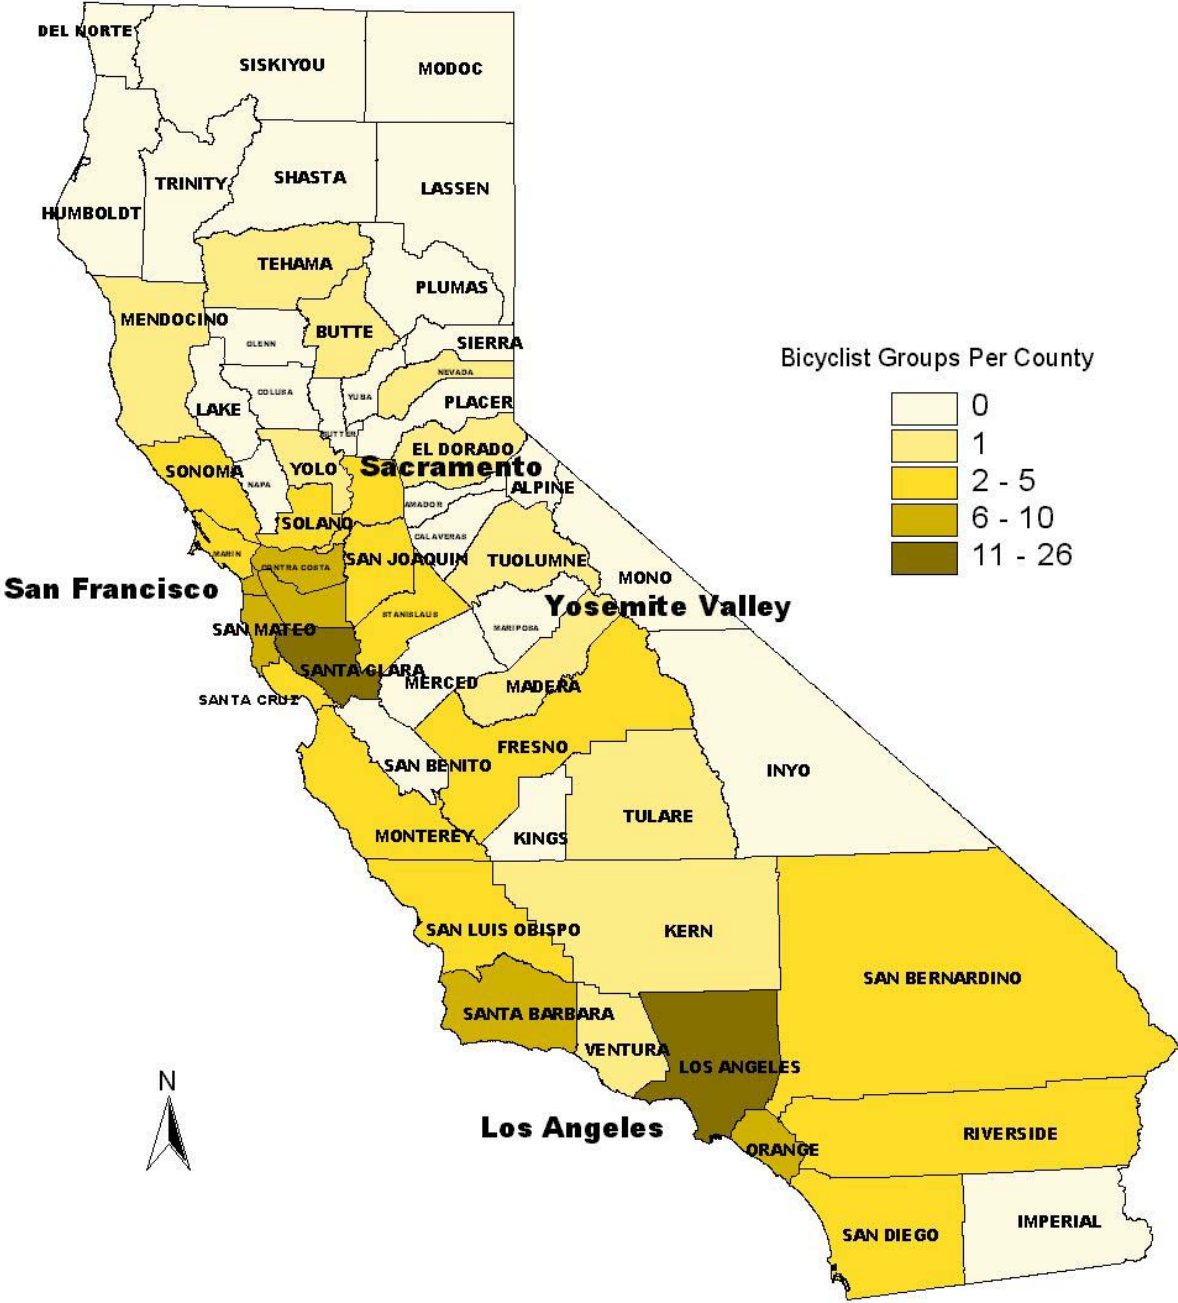 DEL NORTE
SISKIYOU
MODOC
TRINITY
SHASTA
LASSEN
HUMBOLDT
TEHAMA
PLUMAS
MENDOCINO
BUTTE
GLENN
SIERRA
Bicyclist Groups Per County
NEVADA
COLUSA
YUBA
LAKE
PLACER
0
SUTTER
1
EL DORADO
SONOMA
YOLO
Sacramento
2 - 5
NAPA
ALPINE
AMADOR
6 - 10
SOLANO
CALAVERAS
MARIN
SAN JOAQUIN
TUOLUMNE
11 - 26
CONTRA COSTA
MONO
San Francisco
Yosemite Valley
STANISLAUS
SAN MATEO
MARIPOSA
SANTA CLARA
MERCED
MADERA
SANTA CRUZ
FRESNO
SAN BENITO
INYO
TULARE
MONTEREY
KINGS
SAN LUIS OBISPO
KERN
SAN BERNARDINO
SANTA BARBARA
VENTURA
LOS ANGELES
N
Los Angeles
RIVERSIDE
ORANGE
IMPERIAL
SAN DIEGO